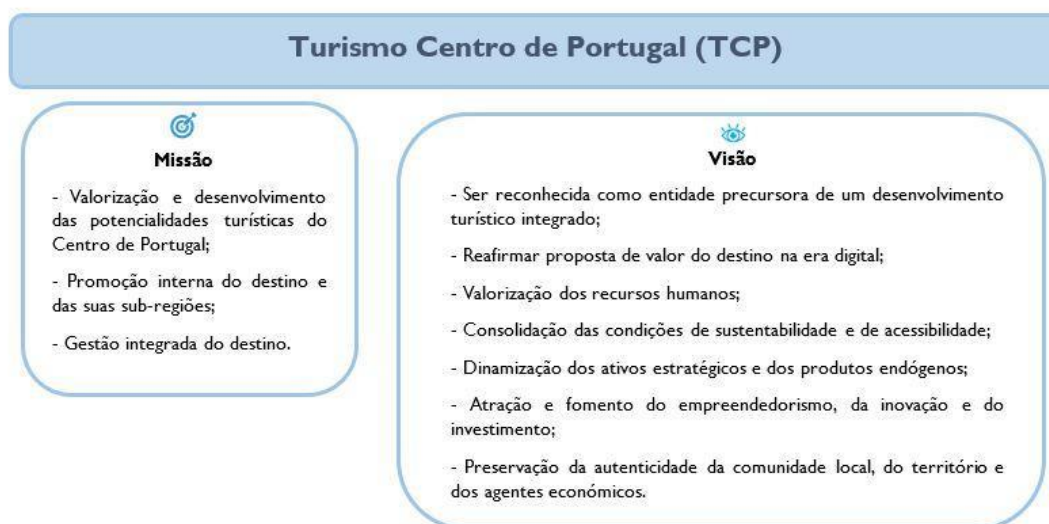 Turismo Centro de Portugal (TCP)
Missão
- Valorização e desenvolvimento
das potencialidades turísticas do
Centro de Portugal;
- Promoção interna do destino e
das suas sub-regiões;
- Gestão integrada do destino.
Visão
- Ser reconhecida como entidade precursora de um desenvolvimento
turístico integrado;
- Reafirmar proposta de valor do destino na era digital;
- Valorização dos recursos humanos;
- Consolidação das condições de sustentabilidade e de acessibilidade;
- Dinamização dos ativos estratégicos e dos produtos endógenos;
- Atração e fomento do empreendedorismo, da inovação e do
investimento;
- Preservação da autenticidade da comunidade local, do território e
dos agentes económicos.